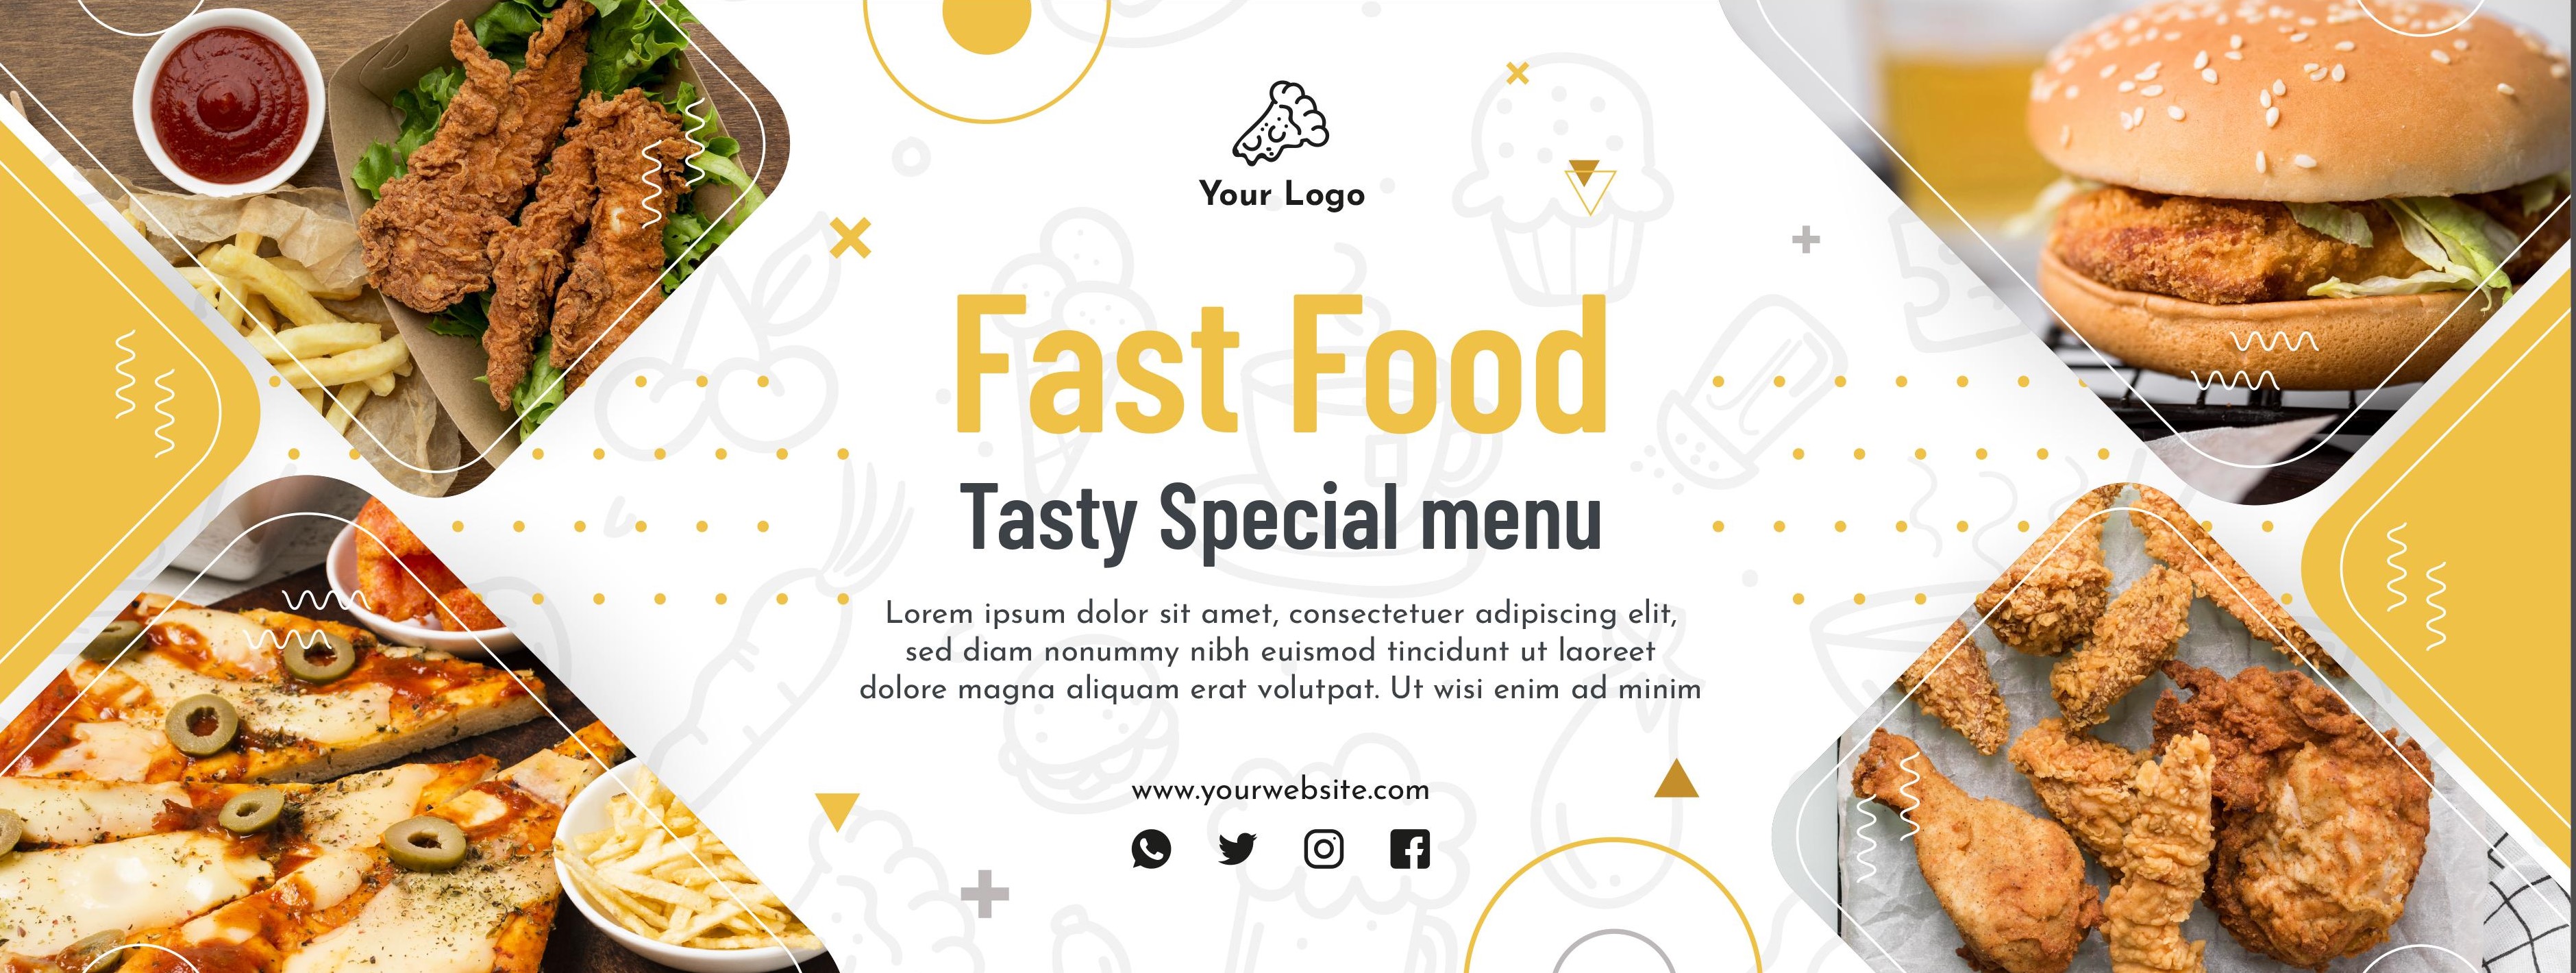 Your Logo
Fast Food
Tasty Special menu
Lorem ipsum dolor sit amet, consectetuer adipiscing elit,
sed diam nonummy nibh euismod tincidunt ut laoreet
dolore magna aliquam erat volutpat. Ut wisi enim ad minim
www.yourwebsite.com